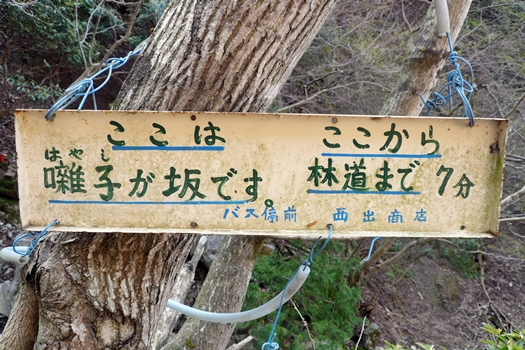 ここは
はやし
囃子が坂です。
ここから
林道まで 7分
バス停前 西出商店